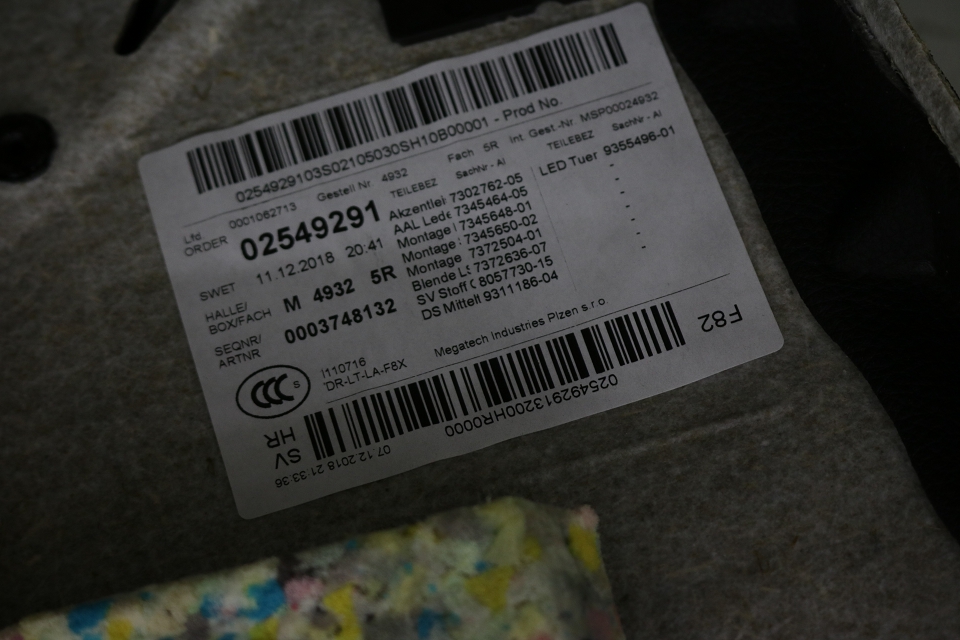 0254929103S02105030SH10B00001 - Prod No.
Lfd 0001062713 Gestell Nr. 4932 Fach 5R Int Gest.-Nr. MSP00024932
ORDER 02549291
SWET 11.12.2018 20:41
HALLE/ BOX/FACH M 4932 5R
SEQNR/ ARTNR 0003748132
TEILEBEZ SachNr - AI
Akzentlei 7302762-05
AAL Lede 7345464-05
Montage 7345648-01
Montage 7345650-02
Montage 7372504-01
Blende LS 7372636-07
SV Stoff 8057730-15
DS Mittelt 9311186-04
TEILEBEZ SachNr - AI
LED Tuer 9355496-01
-
-
-
-
-
-
-
CCC S
I110716
DR-LT-LA-F8X
Megatech Industries Plzen s.r.o.
F82
025492913200HR0000
SV HR
07.12.2018 21:33:36